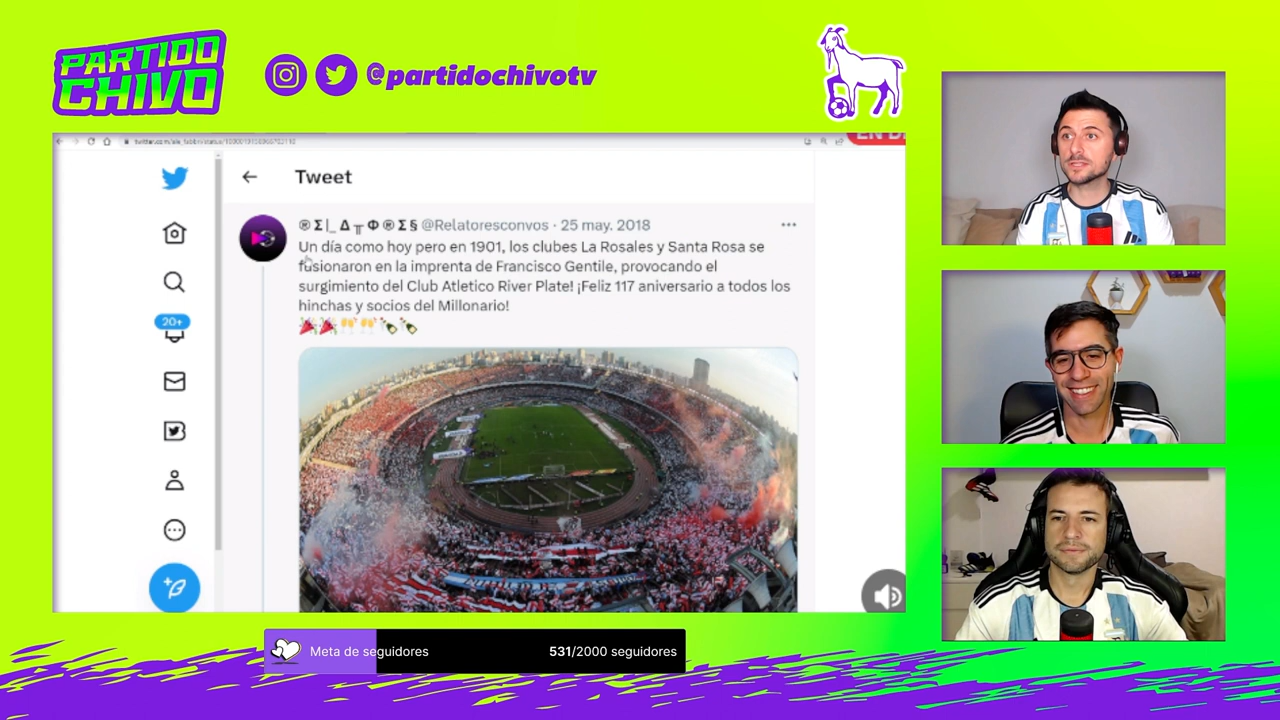 PARTIDO
CHIVO
@partidochivotv
EN D
Tweet
@Relatoresconvos · 25 may. 2018
Un día como hoy pero en 1901, los clubes La Rosales y Santa Rosa se
fusionaron en la imprenta de Francisco Gentile, provocando el
surgimiento del Club Atletico River Plate! ¡Feliz 117 aniversario a todos los
hinchas y socios del Millonario!
20+
Meta de seguidores
531/2000 seguidores